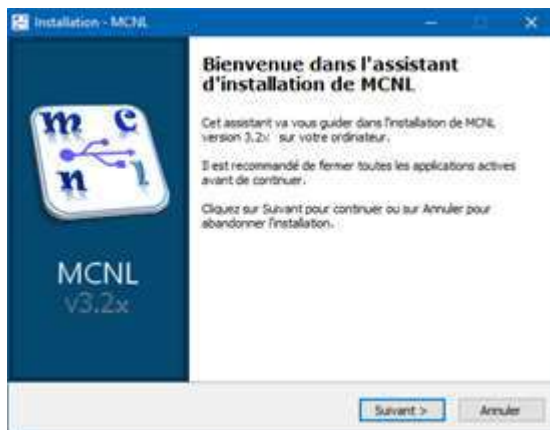 Installation - MCNL
m c
n l
MCNL
v3.2x
Bienvenue dans l'assistant
d'installation de MCNL
Cet assistant va vous guider dans l'installation de MCNL
version 3.2x sur votre ordinateur.
Il est recommandé de fermer toutes les applications actives
avant de continuer.
Cliquez sur Suivant pour continuer ou sur Annuler pour
abandonner l'installation.
Suivant >
Annuler